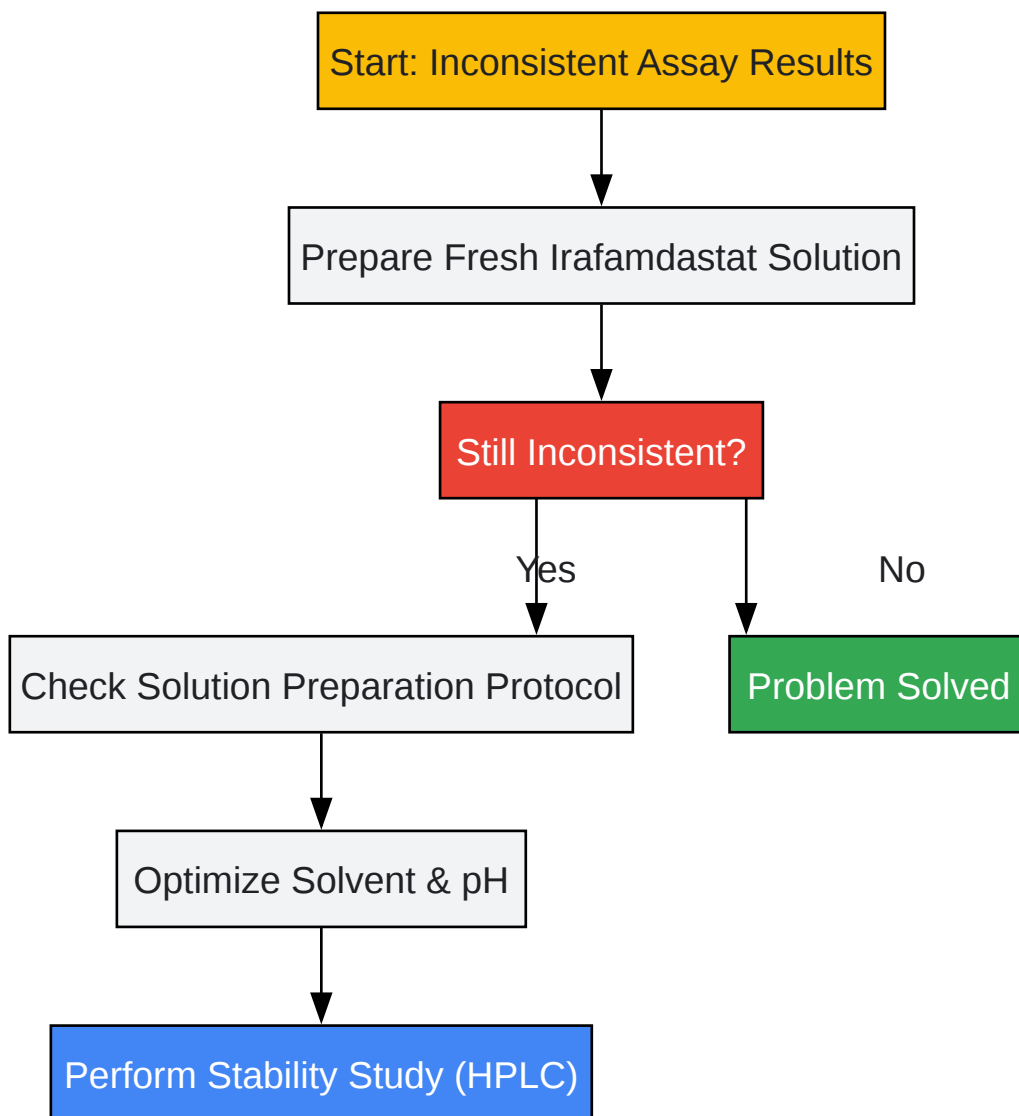 Start: Inconsistent Assay Results
Prepare Fresh Irafamdastat Solution
Still Inconsistent?
Yes
No
Check Solution Preparation Protocol
Problem Solved
Optimize Solvent & pH
Perform Stability Study (HPLC)